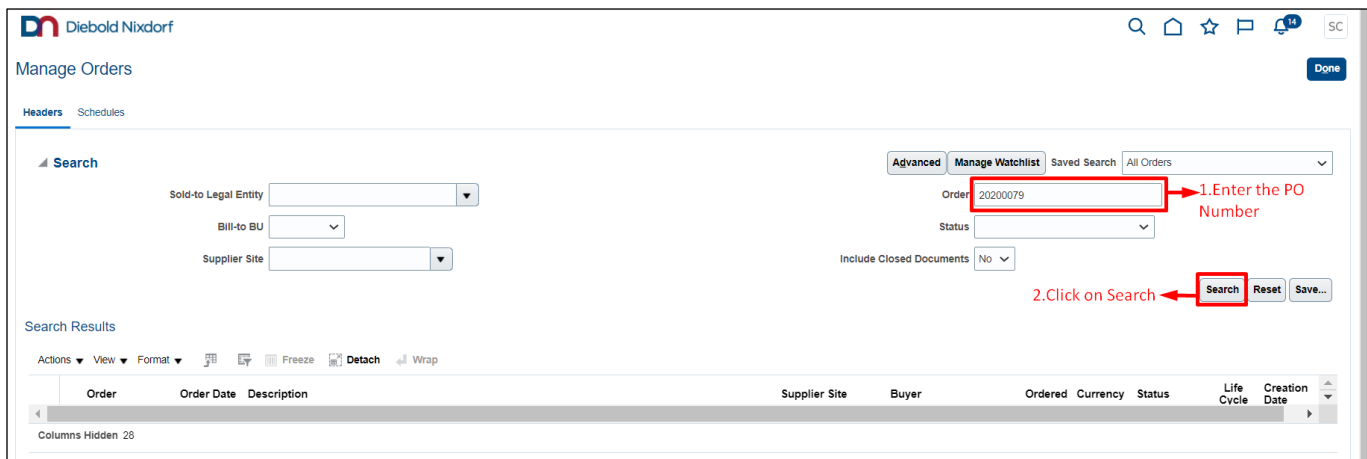 Diebold Nixdorf
14
SC
Manage Orders
Done
Headers Schedules
Search
Advanced Manage Watchlist Saved Search All Orders
Sold-to Legal Entity
Order 20200079
1.Enter the PO
Number
Bill-to BU
Status
Supplier Site
Include Closed Documents No
2.Click on Search
Search Reset Save...
Search Results
Actions View Format Freeze Detach Wrap
Order Order Date Description Supplier Site Buyer Ordered Currency Status Life Cycle Creation Date
Columns Hidden 28